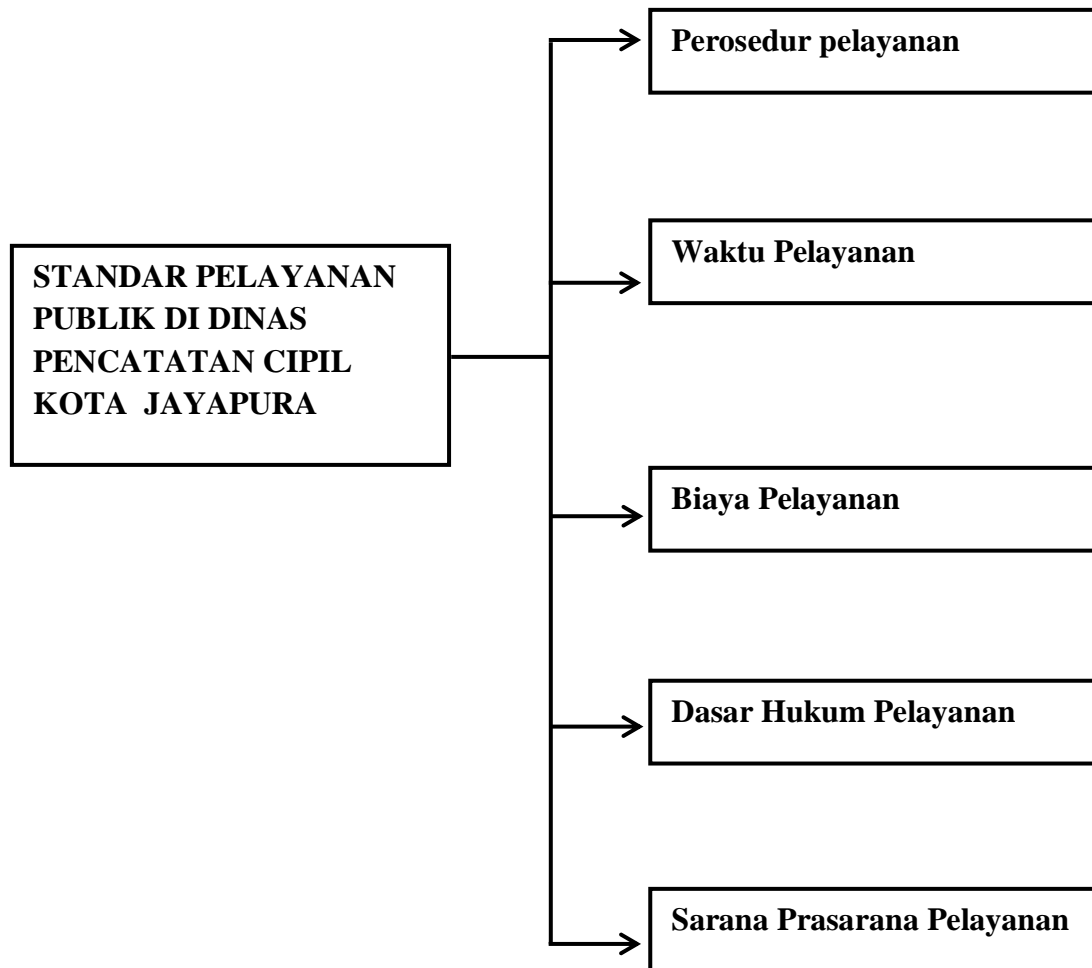 Perosedur pelayanan
Waktu Pelayanan
STANDAR PELAYANAN
PUBLIK DI DINAS
PENCATATAN CIPIL
KOTA JAYAPURA
Biaya Pelayanan
Dasar Hukum Pelayanan
Sarana Prasarana Pelayanan